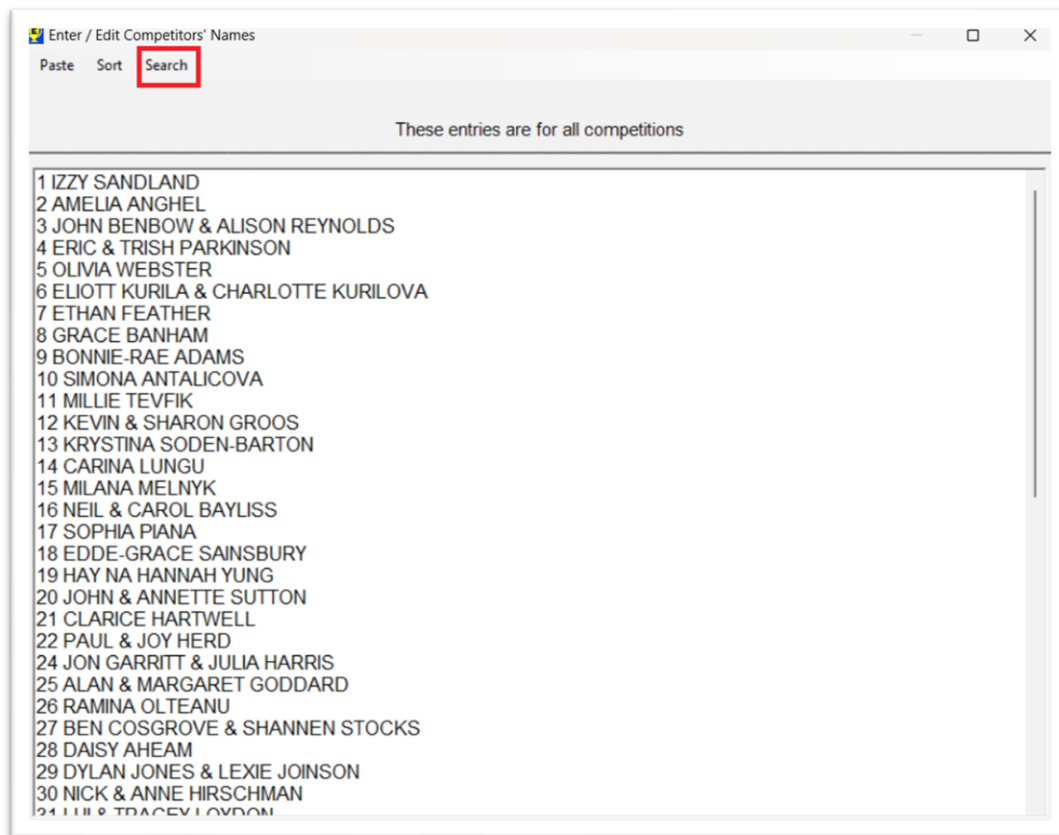 Enter / Edit Competitors' Names
Paste Sort Search
These entries are for all competitions
1 IZZY SANDLAND
2 AMELIA ANGHEL
3 JOHN BENBOW & ALISON REYNOLDS
4 ERIC & TRISH PARKINSON
5 OLIVIA WEBSTER
6 ELIOTT KURILA & CHARLOTTE KURILOVA
7 ETHAN FEATHER
8 GRACE BANHAM
9 BONNIE-RAE ADAMS
10 SIMONA ANTALICOVA
11 MILLIE TEVFIK
12 KEVIN & SHARON GROOS
13 KRYSTINA SODEN-BARTON
14 CARINA LUNGU
15 MILANA MELNYK
16 NEIL & CAROL BAYLISS
17 SOPHIA PIANA
18 EDDE-GRACE SAINSBURY
19 HAY NA HANNAH YUNG
20 JOHN & ANNETTE SUTTON
21 CLARICE HARTWELL
22 PAUL & JOY HERD
24 JON GARRITT & JULIA HARRIS
25 ALAN & MARGARET GODDARD
26 RAMINA OLTEANU
27 BEN COSGROVE & SHANNEN STOCKS
28 DAISY AHEAM
29 DYLAN JONES & LEXIE JOINSON
30 NICK & ANNE HIRSCHMAN
31 & TRACEY LOYDON